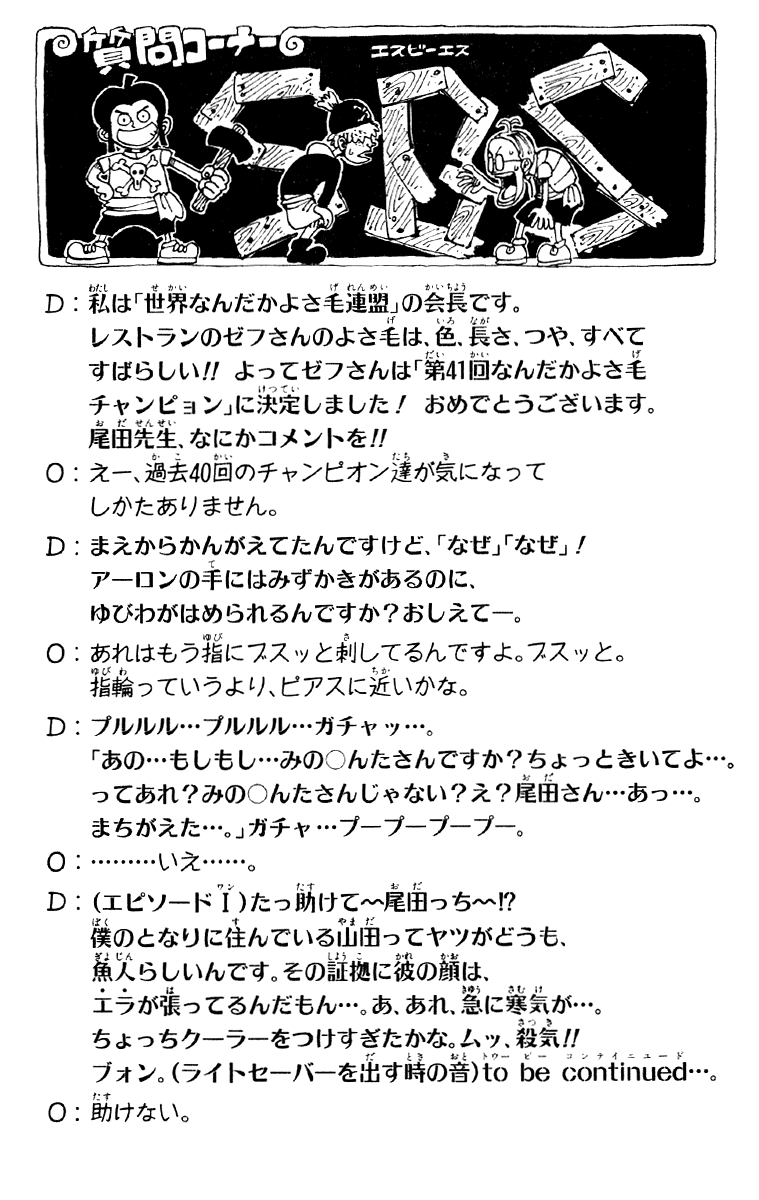 質問コーナー
エスビーエス
SBS
D：私は「世界なんだかよさ毛連盟」の会長です。
レストランのゼフさんのよさ毛は、色、長さ、つや、すべて
すばらしい!! よってゼフさんは「第41回なんだかよさ毛
チャンピョン」に決定しました! おめでとうございます。
尾田先生、なにかコメントを!!
O：えー、過去40回のチャンピオン達が気になって
しかたありません。
D：まえからかんがえてたんですけど、「なぜ」「なぜ」!
アーロンの手にはみずかきがあるのに、
ゆびわがはめられるんですか?おしえてー。
O：あれはもう指にブスッと刺してるんですよ。ブスッと。
指輪っていうより、ピアスに近いかな。
D：プルルル…プルルル…ガチャッ…。
「あの…もしもし…みの○んたさんですか?ちょっときいてよ…。
ってあれ?みの○んたさんじゃない?え?尾田さん…あっ…。
まちがえた…。」ガチャ…プープープープー。
O：………いえ……。
D：(エピソードI)たっ助けて〜尾田っち〜!?
僕のとなりに住んでいる山田ってヤツがどうも、
魚人らしいんです。その証拠に彼の顔は、
エラが張ってるんだもん…。あ、あれ、急に寒気が…。
ちょっちクーラーをつけすぎたかな。ムッ、殺気!!
ブォン。(ライトセーバーを出す時の音)to be continued…。
O：助けない。